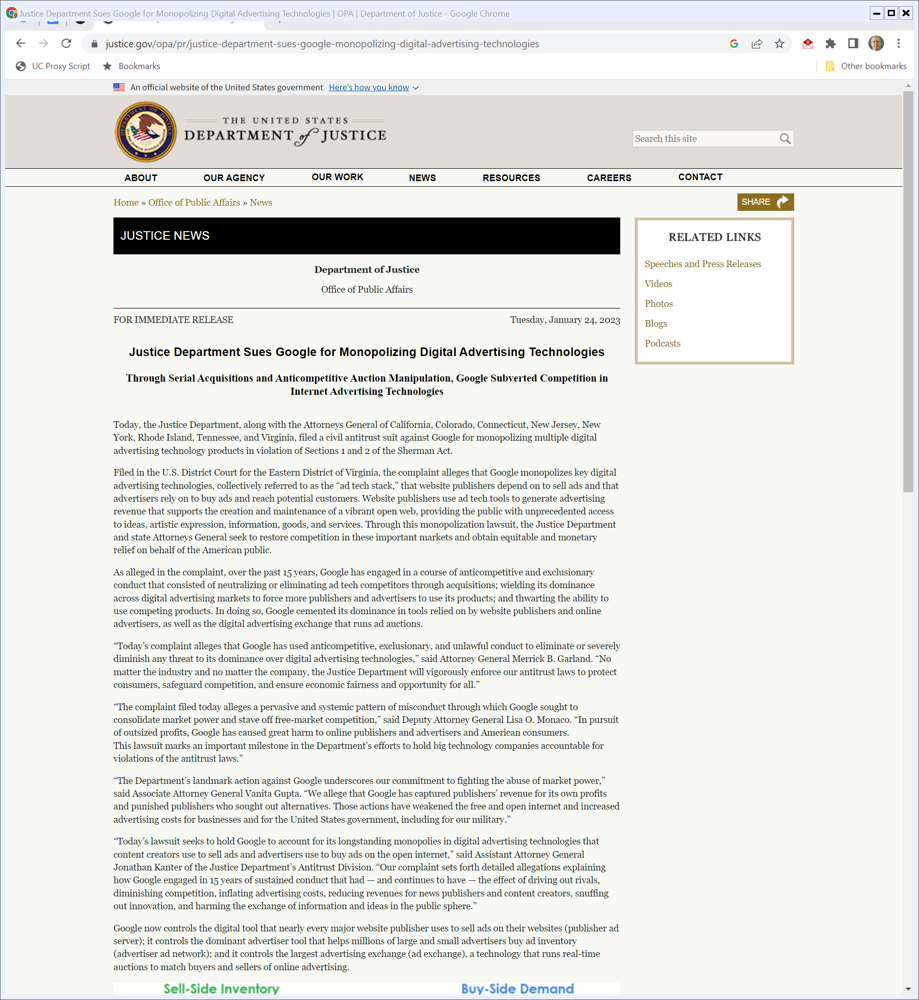 Justice Department Sues Google for Monopolizing Digital Advertising Technologies | OPA | Department of Justice - Google Chrome
justice.gov/opa/pr/justice-department-sues-google-monopolizing-digital-advertising-technologies
UC Proxy Script
Bookmarks
Other bookmarks
An official website of the United States government Here’s how you know
THE UNITED STATES
DEPARTMENT of JUSTICE
Search this site
ABOUT OUR AGENCY OUR WORK NEWS RESOURCES CAREERS CONTACT
Home » Office of Public Affairs » News
SHARE
JUSTICE NEWS
Department of Justice
Office of Public Affairs
FOR IMMEDIATE RELEASE
Tuesday, January 24, 2023
Justice Department Sues Google for Monopolizing Digital Advertising Technologies
Through Serial Acquisitions and Anticompetitive Auction Manipulation, Google Subverted Competition in
Internet Advertising Technologies
Today, the Justice Department, along with the Attorneys General of California, Colorado, Connecticut, New Jersey, New
York, Rhode Island, Tennessee, and Virginia, filed a civil antitrust suit against Google for monopolizing multiple digital
advertising technology products in violation of Sections 1 and 2 of the Sherman Act.
Filed in the U.S. District Court for the Eastern District of Virginia, the complaint alleges that Google monopolizes key digital
advertising technologies, collectively referred to as the “ad tech stack,” that website publishers depend on to sell ads and that
advertisers rely on to buy ads and reach potential customers. Website publishers use ad tech tools to generate advertising
revenue that supports the creation and maintenance of a vibrant open web, providing the public with unprecedented access
to ideas, artistic expression, information, goods, and services. Through this monopolization lawsuit, the Justice Department
and state Attorneys General seek to restore competition in these important markets and obtain equitable and monetary
relief on behalf of the American public.
As alleged in the complaint, over the past 15 years, Google has engaged in a course of anticompetitive and exclusionary
conduct that consisted of neutralizing or eliminating ad tech competitors through acquisitions; wielding its dominance
across digital advertising markets to force more publishers and advertisers to use its products; and thwarting the ability to
use competing products. In doing so, Google cemented its dominance in tools relied on by website publishers and online
advertisers, as well as the digital advertising exchange that runs ad auctions.
“Today’s complaint alleges that Google has used anticompetitive, exclusionary, and unlawful conduct to eliminate or severely
diminish any threat to its dominance over digital advertising technologies,” said Attorney General Merrick B. Garland. “No
matter the industry and no matter the company, the Justice Department will vigorously enforce our antitrust laws to protect
consumers, safeguard competition, and ensure economic fairness and opportunity for all.”
“The complaint filed today alleges a pervasive and systemic pattern of misconduct through which Google sought to
consolidate market power and stave off free-market competition,” said Deputy Attorney General Lisa O. Monaco. “In pursuit
of outsized profits, Google has caused great harm to online publishers and advertisers and American consumers.
This lawsuit marks an important milestone in the Department’s efforts to hold big technology companies accountable for
violations of the antitrust laws.”
“The Department’s landmark action against Google underscores our commitment to fighting the abuse of market power,”
said Associate Attorney General Vanita Gupta. “We allege that Google has captured publishers’ revenue for its own profits
and punished publishers who sought out alternatives. Those actions have weakened the free and open internet and increased
advertising costs for businesses and for the United States government, including for our military.”
“Today’s lawsuit seeks to hold Google to account for its longstanding monopolies in digital advertising technologies that
content creators use to sell ads and advertisers use to buy ads on the open internet,” said Assistant Attorney General
Jonathan Kanter of the Justice Department’s Antitrust Division. “Our complaint sets forth detailed allegations explaining
how Google engaged in 15 years of sustained conduct that had — and continues to have — the effect of driving out rivals,
diminishing competition, inflating advertising costs, reducing revenues for news publishers and content creators, snuffing
out innovation, and harming the exchange of information and ideas in the public sphere.”
Google now controls the digital tool that nearly every major website publisher uses to sell ads on their websites (publisher ad
server); it controls the dominant advertiser tool that helps millions of large and small advertisers buy ad inventory
(advertiser ad network); and it controls the largest advertising exchange (ad exchange), a technology that runs real-time
auctions to match buyers and sellers of online advertising.
Sell-Side Inventory
Buy-Side Demand
RELATED LINKS
Speeches and Press Releases
Videos
Photos
Blogs
Podcasts